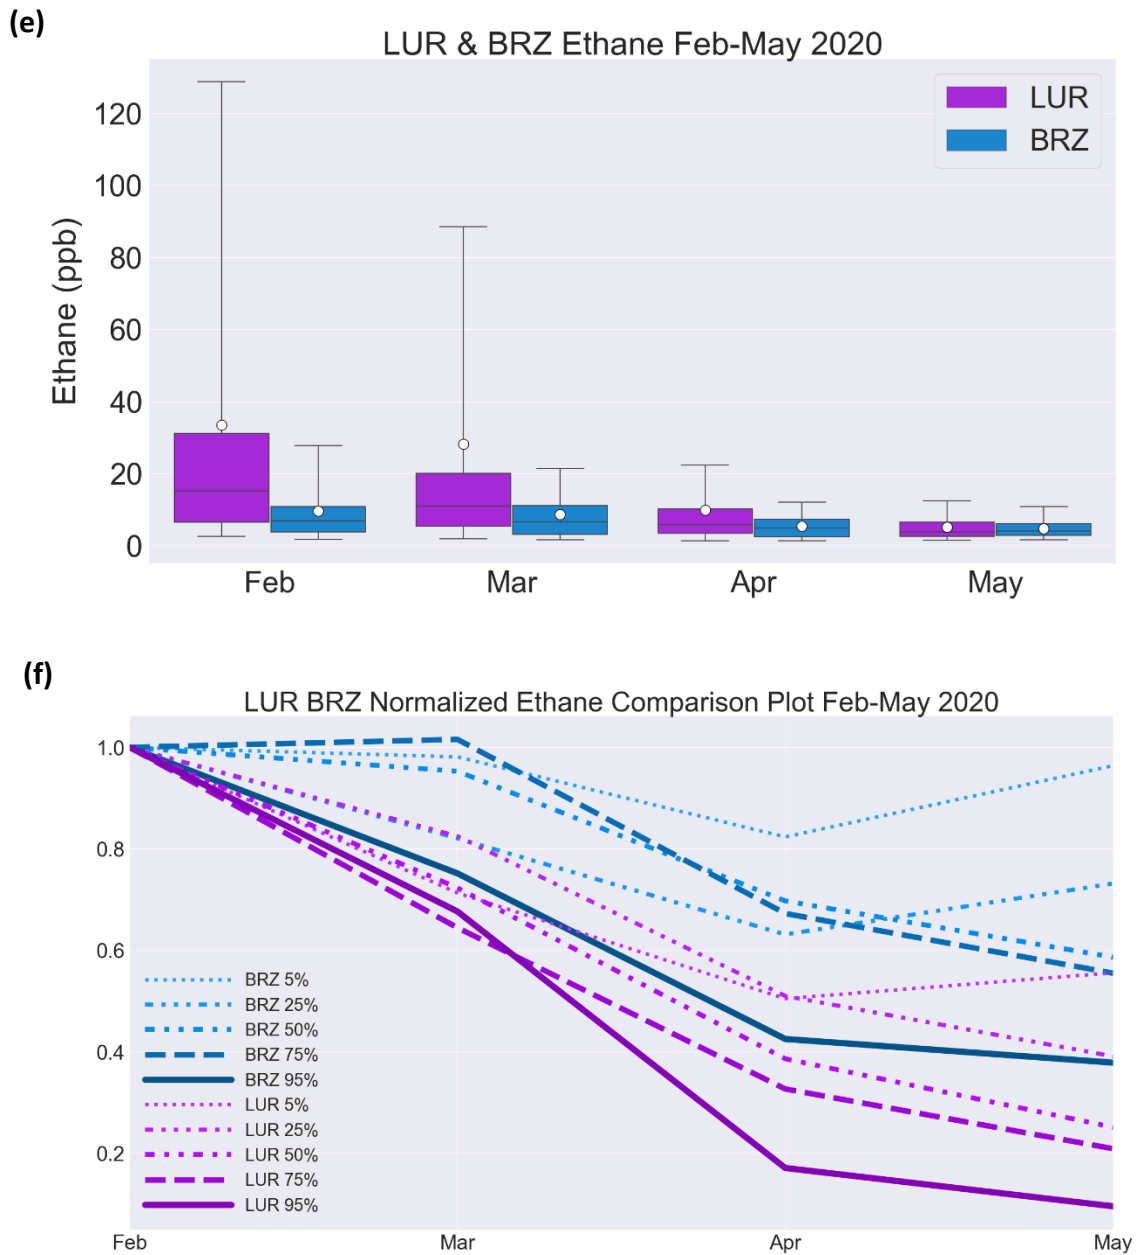 (e)
LUR & BRZ Ethane Feb-May 2020
LUR
BRZ
Ethane (ppb)
120
100
80
60
40
20
0
Feb Mar Apr May
(f)
LUR BRZ Normalized Ethane Comparison Plot Feb-May 2020
1.0
0.8
0.6
0.4
0.2
BRZ 5%
BRZ 25%
BRZ 50%
BRZ 75%
BRZ 95%
LUR 5%
LUR 25%
LUR 50%
LUR 75%
LUR 95%
Feb Mar Apr May